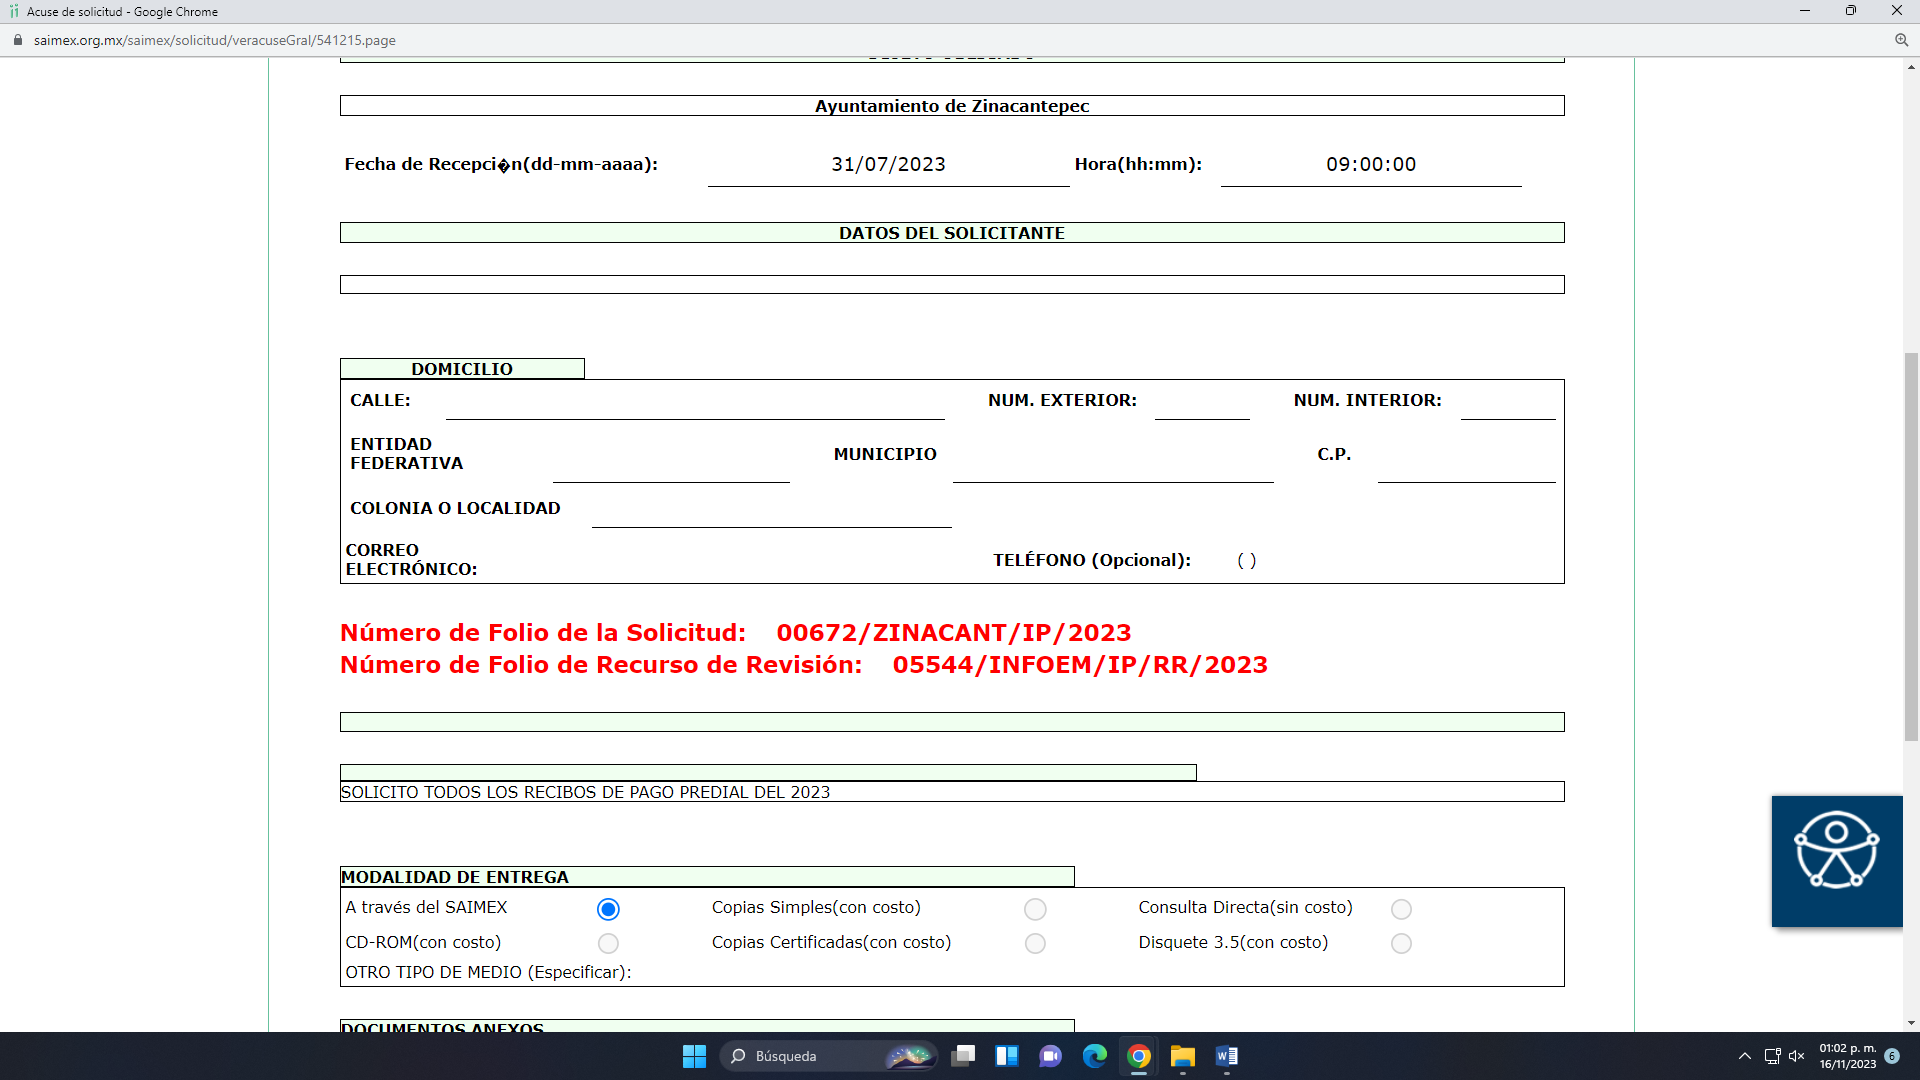 Acuse de solicitud - Google Chrome
saimex.org.mx/saimex/solicitud/veracuseGral/541215.page
Ayuntamiento de Zinacantepec
Fecha de Recepci�n(dd-mm-aaaa): 31/07/2023 Hora(hh:mm): 09:00:00
DATOS DEL SOLICITANTE
DOMICILIO
CALLE: NUM. EXTERIOR: NUM. INTERIOR:
ENTIDAD
FEDERATIVA MUNICIPIO C.P.
COLONIA O LOCALIDAD
CORREO
ELECTRÓNICO: TELÉFONO (Opcional): ( )
Número de Folio de la Solicitud: 00672/ZINACANT/IP/2023
Número de Folio de Recurso de Revisión: 05544/INFOEM/IP/RR/2023
SOLICITO TODOS LOS RECIBOS DE PAGO PREDIAL DEL 2023
MODALIDAD DE ENTREGA
A través del SAIMEX Copias Simples(con costo) Consulta Directa(sin costo)
CD-ROM(con costo) Copias Certificadas(con costo) Disquete 3.5(con costo)
OTRO TIPO DE MEDIO (Especificar):
DOCUMENTOS ANEXOS
Búsqueda
01:02 p. m.
16/11/2023
6